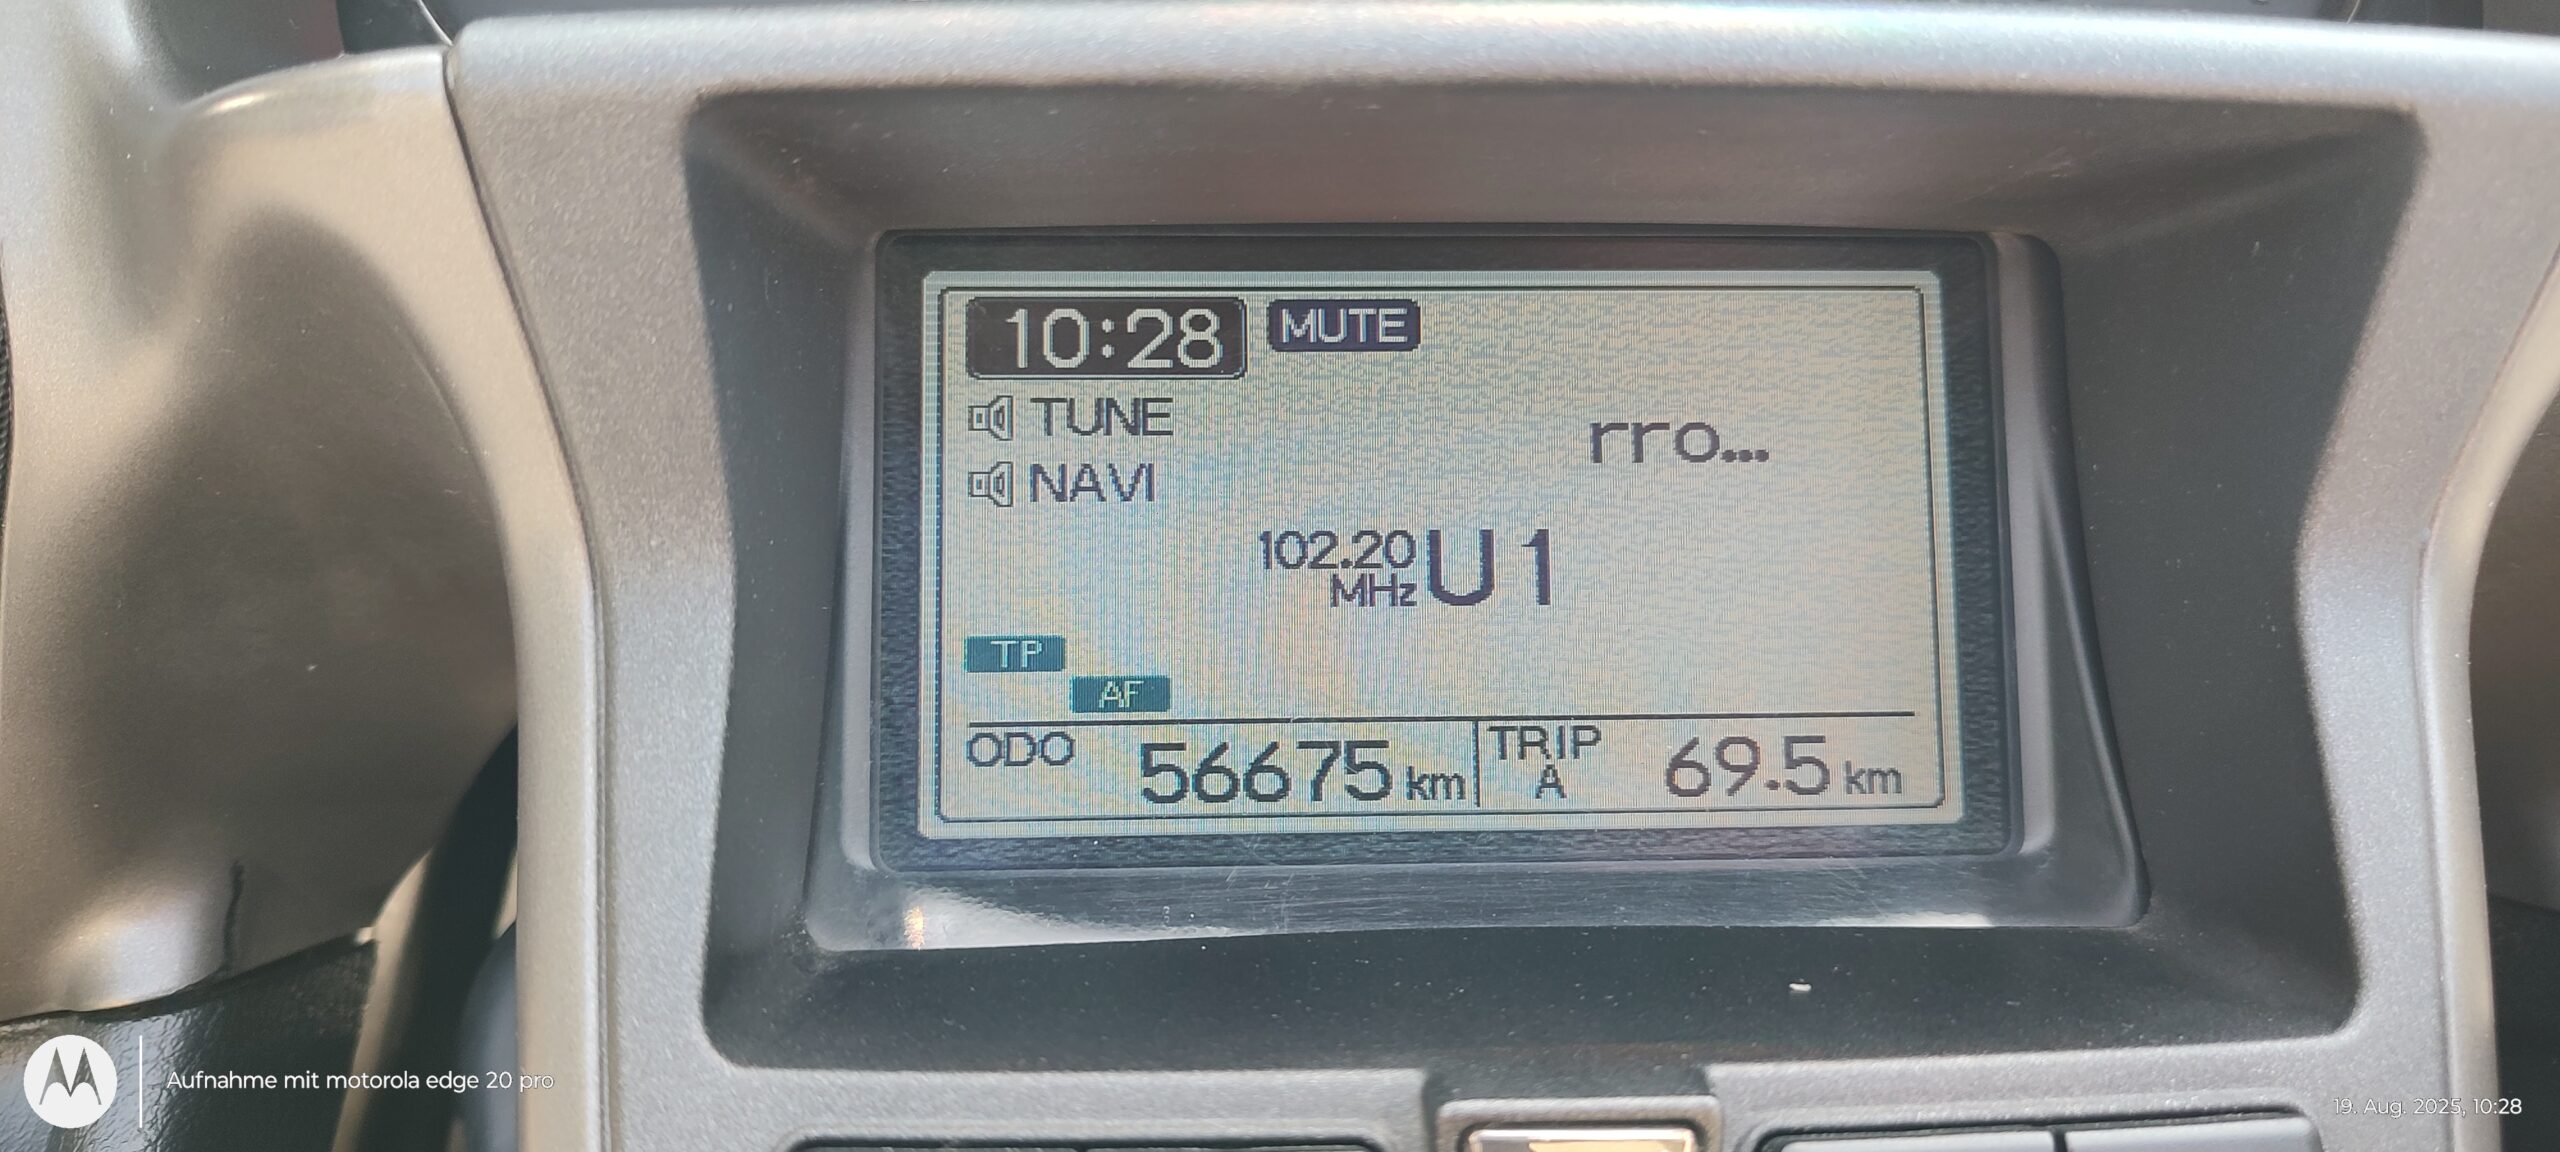 10:28 MUTE
TUNE
rro...
NAVI
102.20 MHz U1
TP
AF
ODO 56675 km TRIP A 69.5 km
Aufnahme mit motorola edge 20 pro
19. Aug. 2025, 10:28